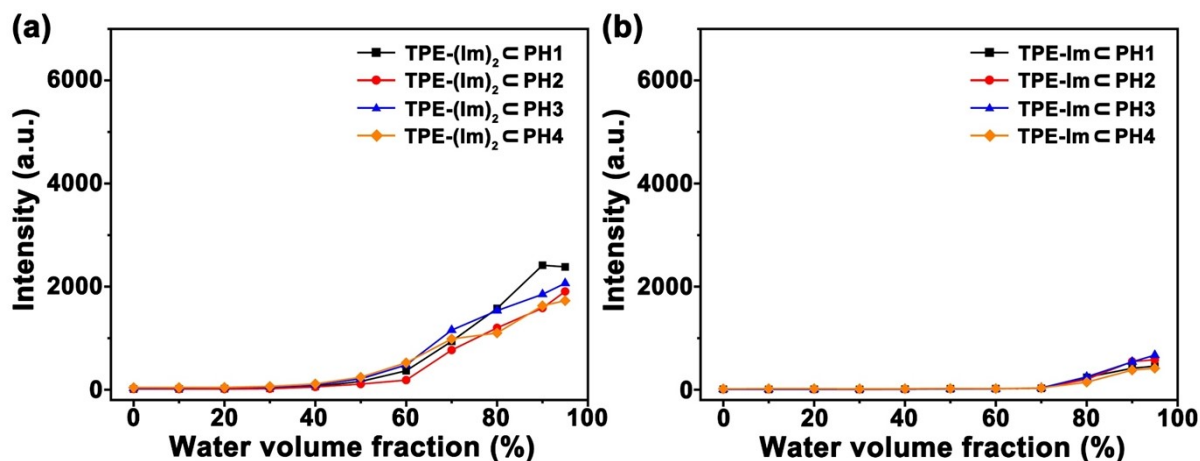 (a)
TPE-(Im)₂⊂PH1
TPE-(Im)₂⊂PH2
TPE-(Im)₂⊂PH3
TPE-(Im)₂⊂PH4
Intensity (a.u.)
6000
4000
2000
0
0 20 40 60 80 100
Water volume fraction (%)
(b)
TPE-Im⊂PH1
TPE-Im⊂PH2
TPE-Im⊂PH3
TPE-Im⊂PH4
Intensity (a.u.)
6000
4000
2000
0
0 20 40 60 80 100
Water volume fraction (%)